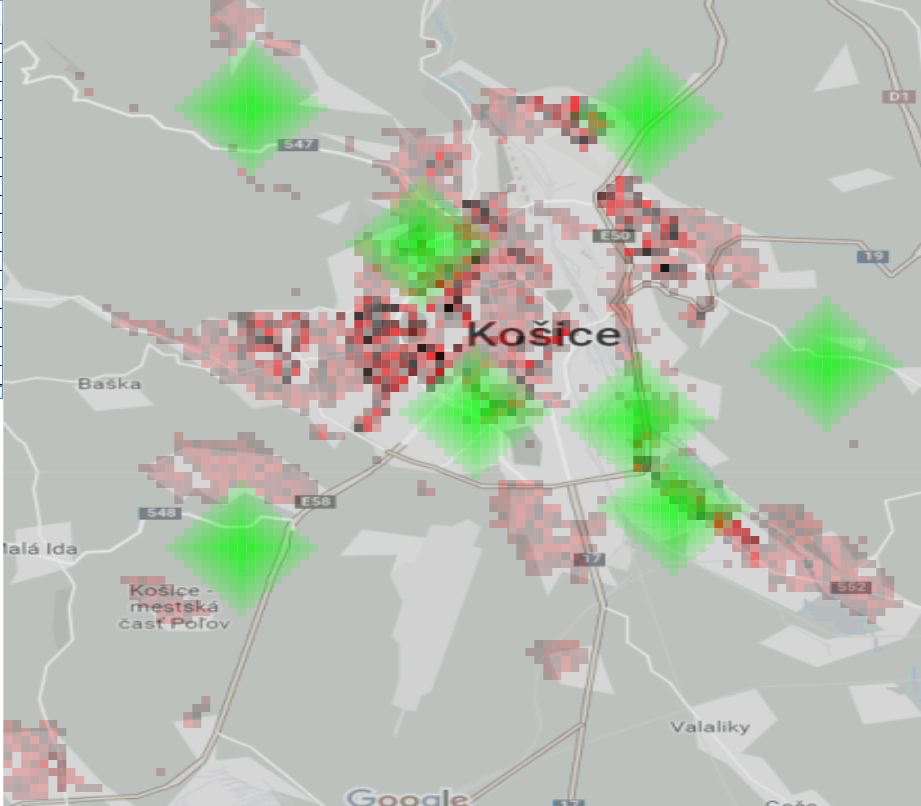 D1
547
E50
19
Košice
Baška
E58
548
Malá Ida
17
552
Košice -
mestská
časť Poľov
Valaliky
Google
17